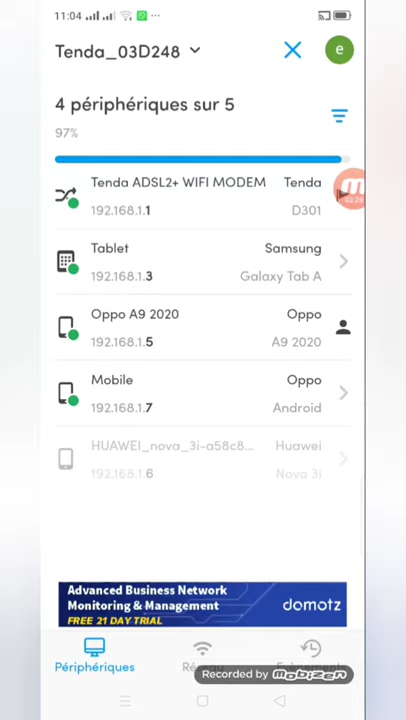 11:04
Tenda_03D248
e
4 périphériques sur 5
97%
Tenda ADSL2+ WIFI MODEM Tenda
192.168.1.1 D301
03:29
Tablet Samsung
192.168.1.3 Galaxy Tab A
Oppo A9 2020 Oppo
192.168.1.5 A9 2020
Mobile Oppo
192.168.1.7 Android
HUAWEI_nova_3i-a58c8... Huawei
192.168.1.6 Nova 3i
Advanced Business Network
Monitoring & Management
FREE 21 DAY TRIAL
domotz
Périphériques
Recorded by mobizen